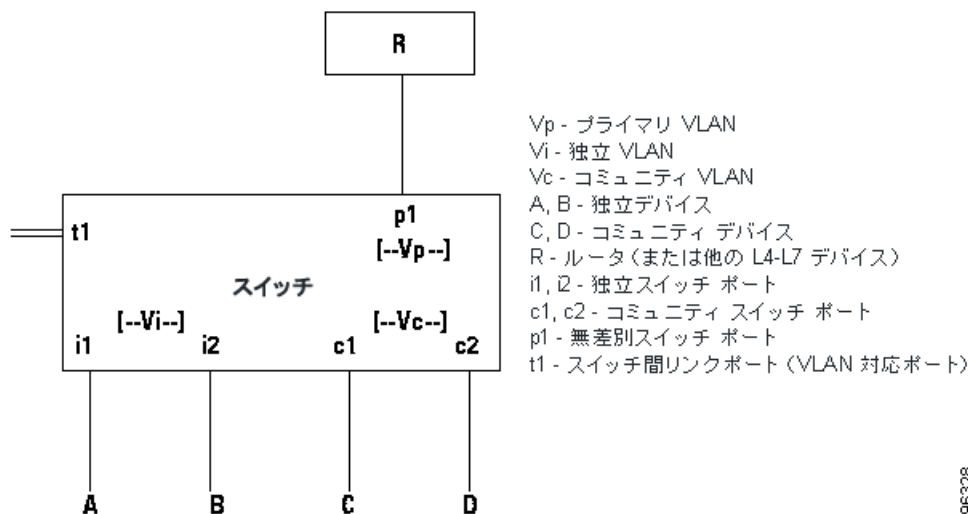 R
Vp - プライマリ VLAN
Vi - 独立 VLAN
Vc - コミュニティ VLAN
A, B - 独立デバイス
C, D - コミュニティ デバイス
R - ルータ(または他の L4-L7 デバイス)
i1, i2 - 独立スイッチ ポート
c1, c2 - コミュニティ スイッチ ポート
p1 - 無差別スイッチ ポート
t1 - スイッチ間リンクポート (VLAN 対応ポート)
t1
p1
[--Vp--]
スイッチ
[--Vi--]
[--Vc--]
i1 i2 c1 c2
A B C D
96328